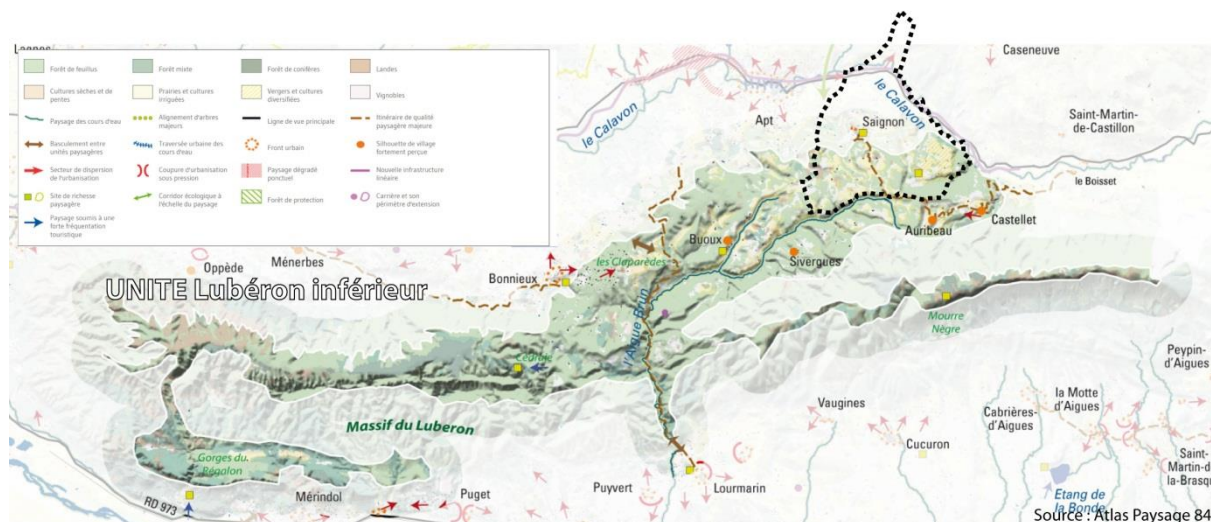 Lagnes
Forêt de feuillus
Forêt mixte
Forêt de conifères
Landes
Cultures sèches et de
pentes
Prairies et cultures
irriguées
Vergers et cultures
diversifiées
Vignobles
Paysage des cours d'eau
Alignement d'arbres
majeurs
Ligne de vue principale
Itinéraire de qualité
paysagère majeure
Basculement entre
unités paysagères
Traversée urbaine des
cours d'eau
Front urbain
Silhouette de village
fortement perçue
Secteur de dispersion
de l'urbanisation
Coupure d'urbanisation
sous pression
Paysage dégradé
ponctuel
Nouvelle infrastructure
linéaire
Site de richesse
paysagère
Corridor écologique à
l'échelle du paysage
Forêt de protection
Carrière et son
périmètre d'extension
Paysage soumis à une
forte fréquentation
touristique
Caseneuve
le Calavon
le Calavon
Apt
Saignon
Saint-Martin-
de-Castillon
le Boisset
Castellet
Auribeau
Buoux
Sivergues
les Claparèdes
Oppède
Ménerbes
Bonnieux
UNITE Lubéron inférieur
l'Aigue Brun
Mourre
Nègre
Cédraie
Massif du Luberon
Gorges du
Régalon
Mérindol
RD 973
Puget
Puyvert
Lourmarin
Vaugines
Cucuron
Cabrières-
d'Aigues
la Motte
d'Aigues
Peypin-
d'Aigues
Saint-
Martin-de-
la-Brasque
Etang de
la Bonde
Source : Atlas Paysage 84